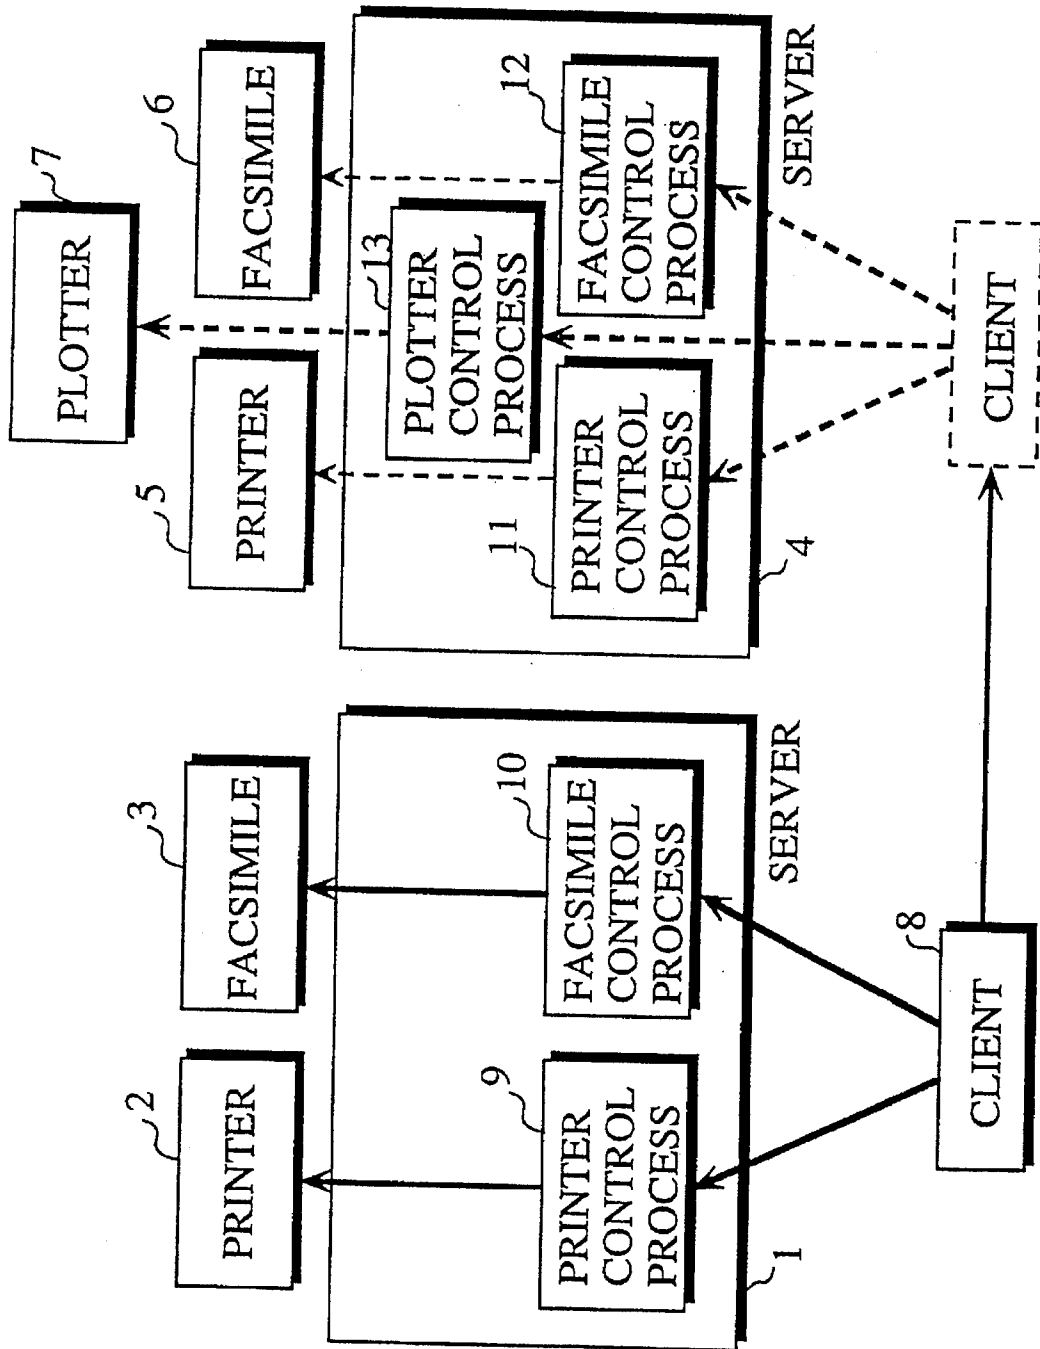 7
PLOTTER
2
PRINTER
3
FACSIMILE
5
PRINTER
6
FACSIMILE
13
PLOTTER
CONTROL
PROCESS
9
PRINTER
CONTROL
PROCESS
10
FACSIMILE
CONTROL
PROCESS
11
PRINTER
CONTROL
PROCESS
12
FACSIMILE
CONTROL
PROCESS
1
SERVER
4
SERVER
8
CLIENT
CLIENT